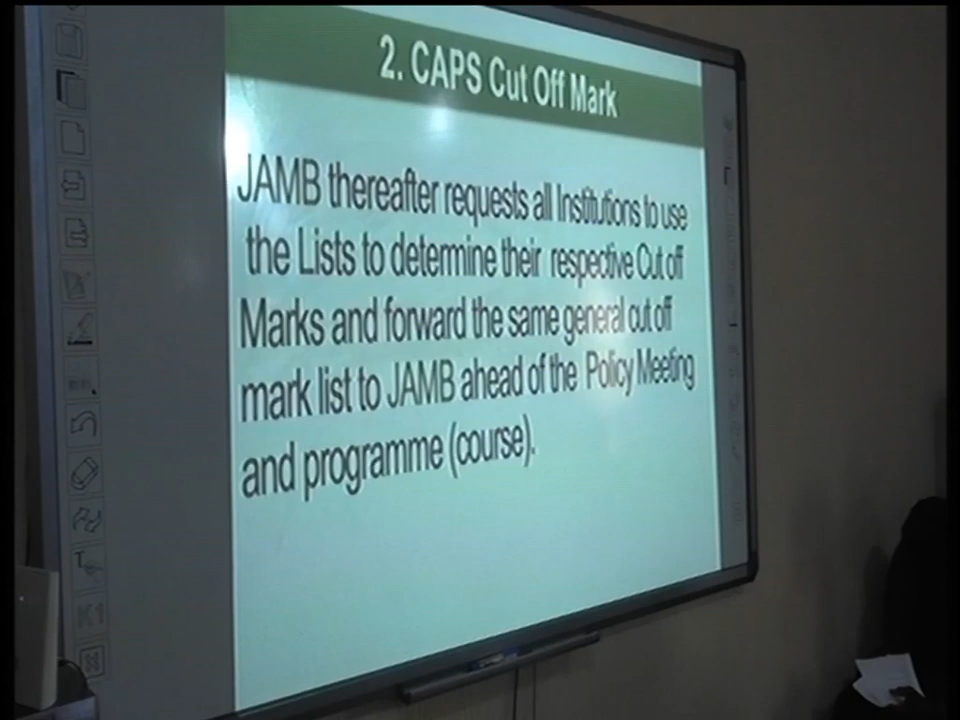 2. CAPS Cut Off Mark
JAMB thereafter requests all Institutions to use
the Lists to determine their respective Cut off
Marks and forward the same general cut off
mark list to JAMB ahead of the Policy Meeting
and programme (course).
K1